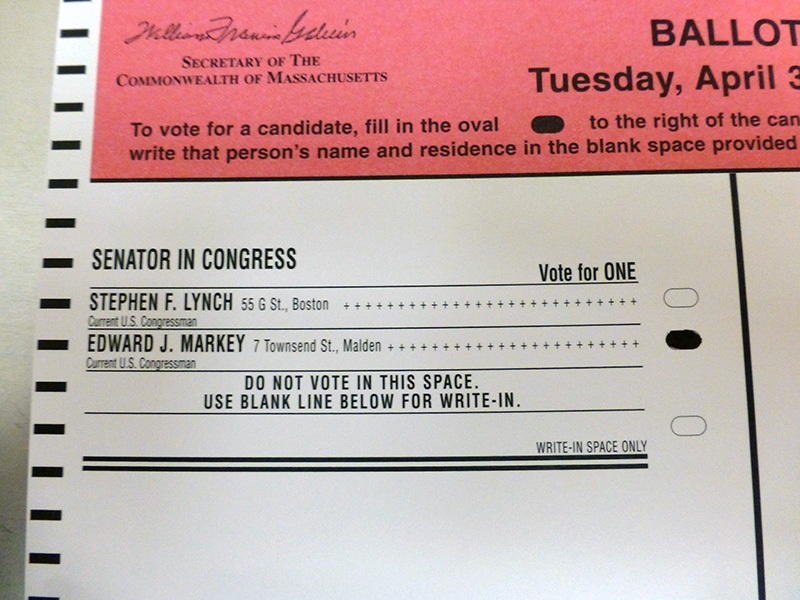 William Francis Galvin
SECRETARY OF THE
COMMONWEALTH OF MASSACHUSETTS
BALLOT
Tuesday, April 3
To vote for a candidate, fill in the oval to the right of the can
write that person's name and residence in the blank space provided
SENATOR IN CONGRESS
Vote for ONE
STEPHEN F. LYNCH 55 G St., Boston +++++++++++++++++++++++++++
Current U.S. Congressman
EDWARD J. MARKEY 7 Townsend St., Malden +++++++++++++++++++++++
Current U.S. Congressman
DO NOT VOTE IN THIS SPACE.
USE BLANK LINE BELOW FOR WRITE-IN.
WRITE-IN SPACE ONLY